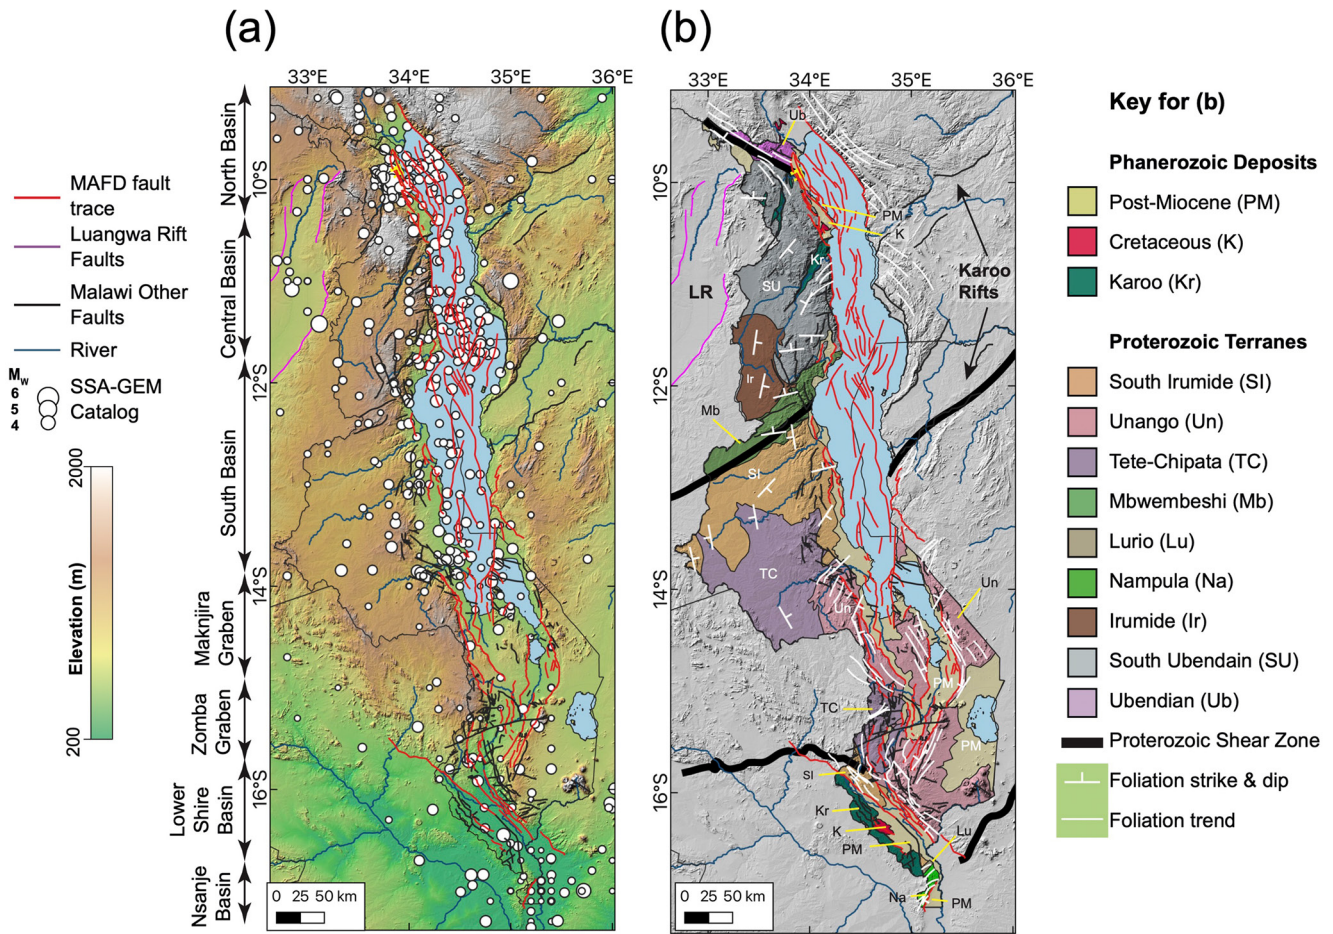 (a)
(b)
33°E
34°E
35°E
36°E
33°E
34°E
35°E
36°E
MAFD fault
trace
Luangwa Rift
Faults
Malawi Other
Faults
River
Mw
6
5
4
SSA-GEM
Catalog
2000
Elevation (m)
200
North Basin
Central Basin
South Basin
Maknjira
Graben
Zomba
Graben
Lower
Shire
Basin
Nsanje
Basin
10°S
12°S
14°S
16°S
0 25 50 km
10°S
12°S
14°S
16°S
Ub
PM
K
Kr
SU
LR
Karoo
Rifts
Ir
Mb
SI
TC
Un
Un
PM
TC
PM
SI
Kr
K
PM
Lu
Na
PM
0 25 50 km
Key for (b)
Phanerozoic Deposits
Post-Miocene (PM)
Cretaceous (K)
Karoo (Kr)
Proterozoic Terranes
South Irumide (SI)
Unango (Un)
Tete-Chipata (TC)
Mbwembeshi (Mb)
Lurio (Lu)
Nampula (Na)
Irumide (Ir)
South Ubendain (SU)
Ubendian (Ub)
Proterozoic Shear Zone
Foliation strike & dip
Foliation trend